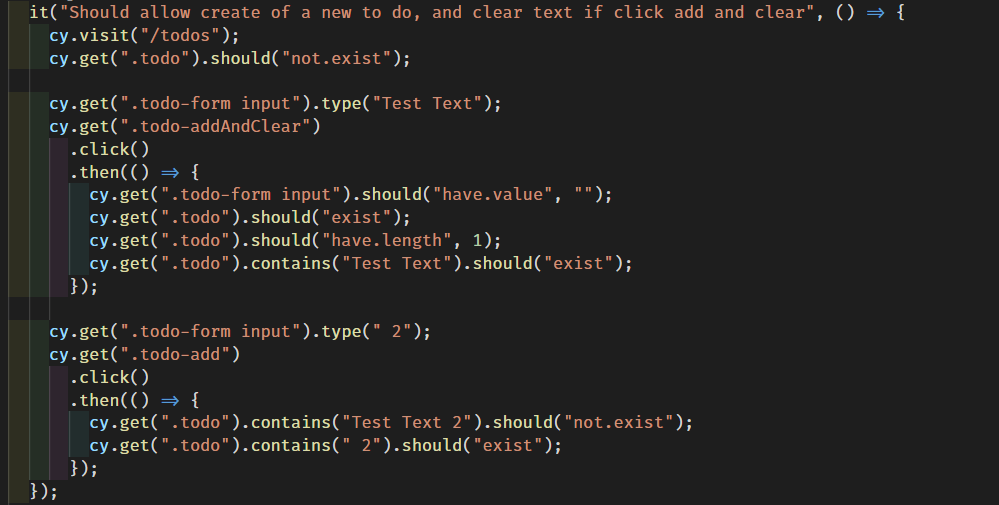 it("Should allow create of a new to do, and clear text if click add and clear", () => {
  cy.visit("/todos");
  cy.get(".todo").should("not.exist");

  cy.get(".todo-form input").type("Test Text");
  cy.get(".todo-addAndClear")
    .click()
    .then(() => {
      cy.get(".todo-form input").should("have.value", "");
      cy.get(".todo").should("exist");
      cy.get(".todo").should("have.length", 1);
      cy.get(".todo").contains("Test Text").should("exist");
    });

  cy.get(".todo-form input").type(" 2");
  cy.get(".todo-add")
    .click()
    .then(() => {
      cy.get(".todo").contains("Test Text 2").should("not.exist");
      cy.get(".todo").contains(" 2").should("exist");
    });
});